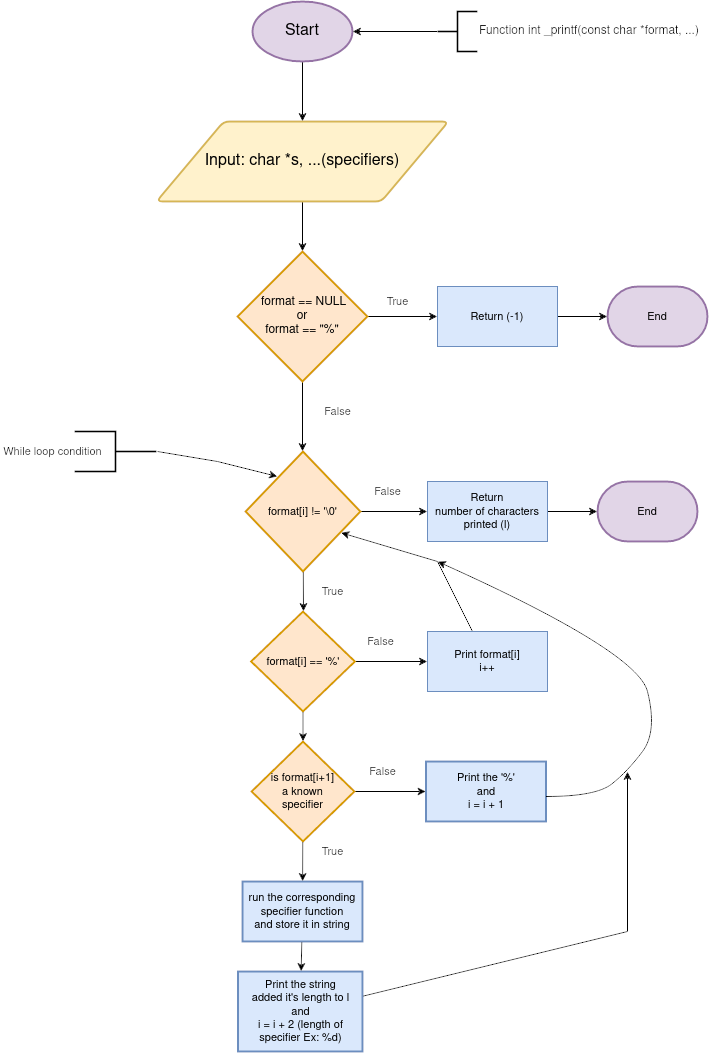 Start
Function int _printf(const char *format, ...)
Input: char *s, ...(specifiers)
format == NULL
or
format == "%"
True
Return (-1)
End
False
While loop condition
format[i] != '\0'
False
Return
number of characters
printed (l)
End
True
format[i] == '%'
False
Print format[i]
i++
is format[i+1]
a known
specifier
False
Print the '%'
and
i = i + 1
True
run the corresponding
specifier function
and store it in string
Print the string
added it's length to l
and
i = i + 2 (length of
specifier Ex: %d)